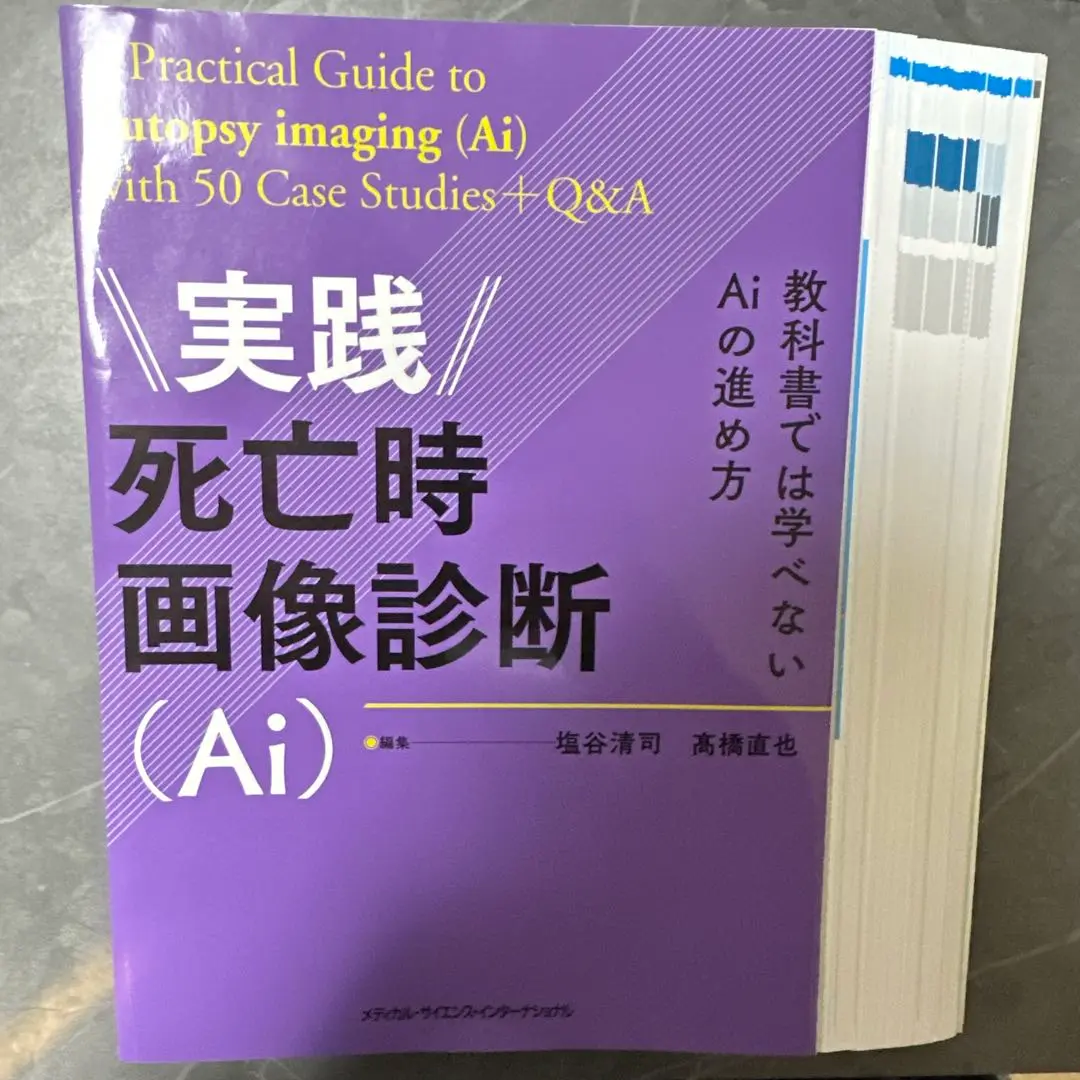 Practical Guide to
utopsy imaging (Ai)
with 50 Case Studies+Q&A
教科書では学べない
Aiの進め方
実践
死亡時
画像診断
(Ai)
編集 塩谷清司 髙橋直也
メディカル・サイエンス・インターナショナル